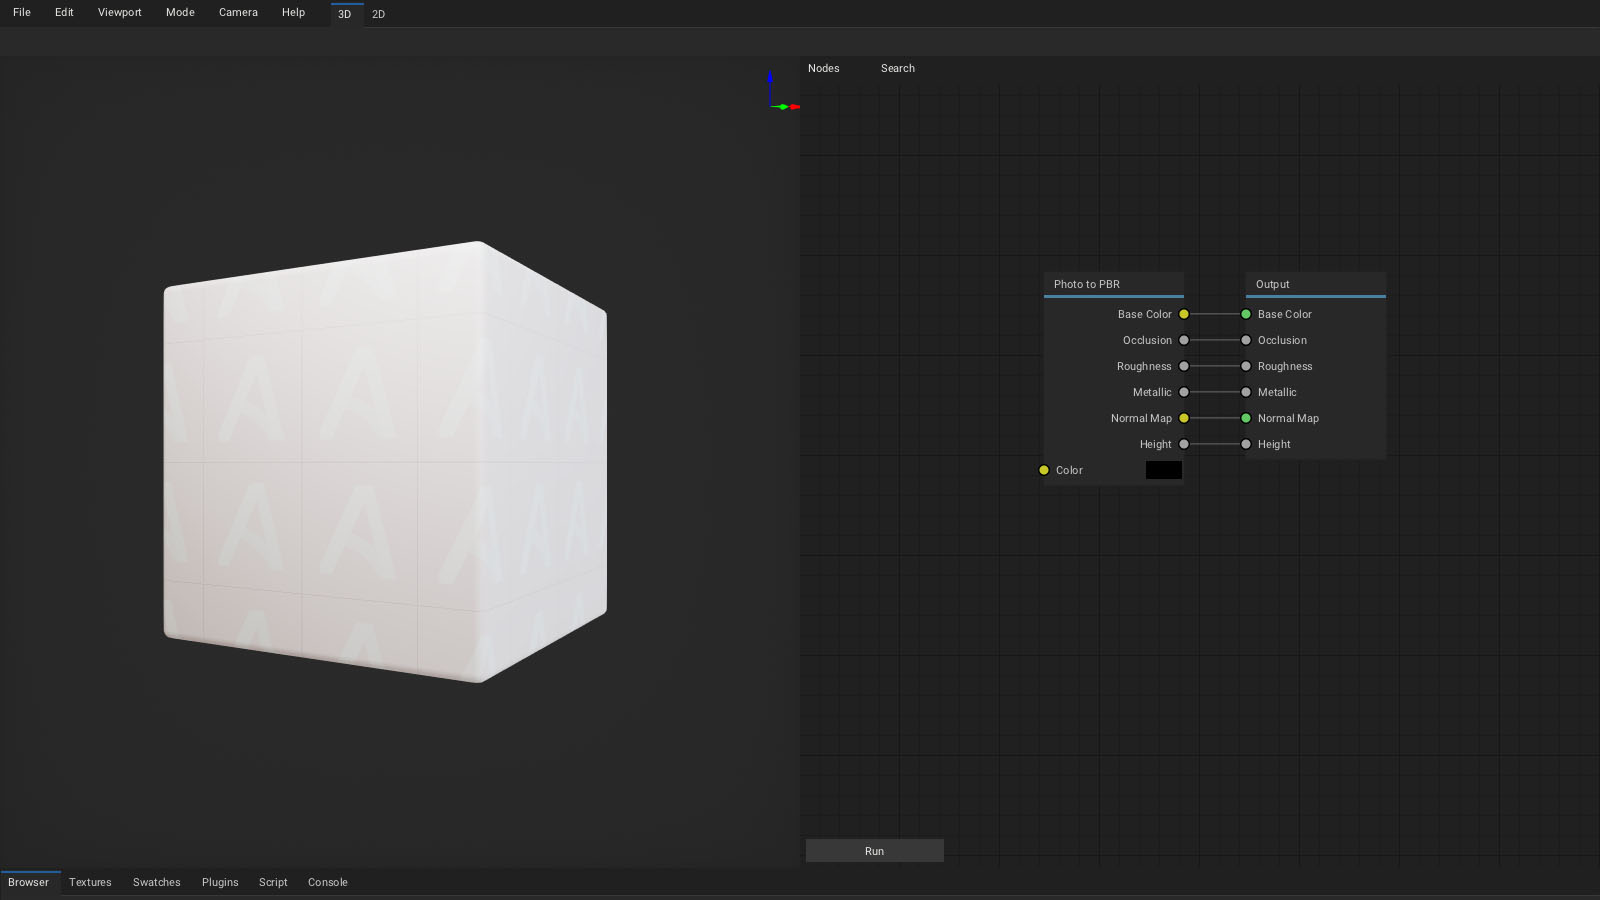 File Edit Viewport Mode Camera Help 3D 2D
Nodes Search
Photo to PBR
Base Color
Occlusion
Roughness
Metallic
Normal Map
Height
Color
Output
Base Color
Occlusion
Roughness
Metallic
Normal Map
Height
A A A A A A
A A A A A A
Run
Browser Textures Swatches Plugins Script Console